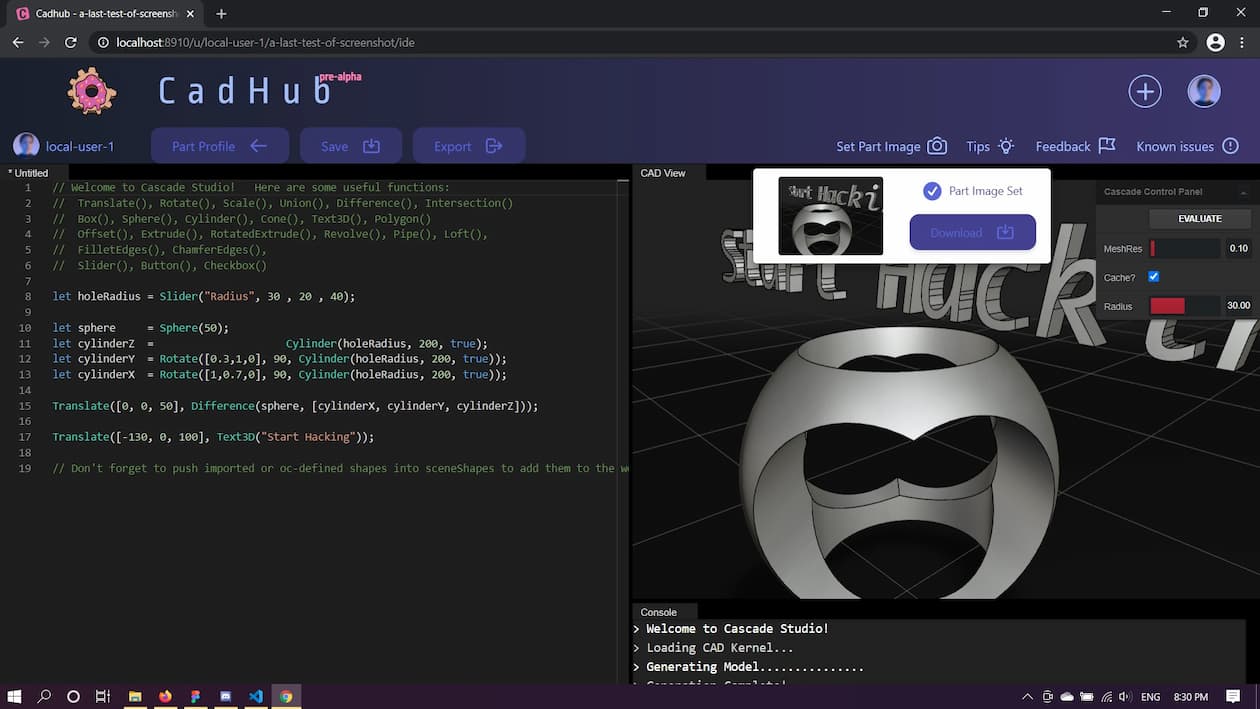 Cadhub - a-last-test-of-screensh
localhost:8910/u/local-user-1/a-last-test-of-screenshot/ide
CadHub
pre-alpha
local-user-1
Part Profile
Save
Export
Set Part Image
Tips
Feedback
Known issues
* Untitled
1 // Welcome to Cascade Studio!   Here are some useful functions:
2 //  Translate(), Rotate(), Scale(), Union(), Difference(), Intersection()
3 //  Box(), Sphere(), Cylinder(), Cone(), Text3D(), Polygon()
4 //  Offset(), Extrude(), RotatedExtrude(), Revolve(), Pipe(), Loft(),
5 //  FilletEdges(), ChamferEdges(),
6 //  Slider(), Button(), Checkbox()
7
8 let holeRadius = Slider("Radius", 30 , 20 , 40);
9
10 let sphere     = Sphere(50);
11 let cylinderZ  =                     Cylinder(holeRadius, 200, true);
12 let cylinderY  = Rotate([0.3,1,0], 90, Cylinder(holeRadius, 200, true));
13 let cylinderX  = Rotate([1,0.7,0], 90, Cylinder(holeRadius, 200, true));
14
15 Translate([0, 0, 50], Difference(sphere, [cylinderX, cylinderY, cylinderZ]));
16
17 Translate([-130, 0, 100], Text3D("Start Hacking"));
18
19 // Don't forget to push imported or oc-defined shapes into sceneShapes to add them to the w
CAD View
Start Hacki
Part Image Set
Download
Start Hacki
Cascade Control Panel
EVALUATE
MeshRes 0.10
Cache?
Radius 30.00
Console
> Welcome to Cascade Studio!
> Loading CAD Kernel...
> Generating Model...............
Generation Complete!
ENG
8:30 PM